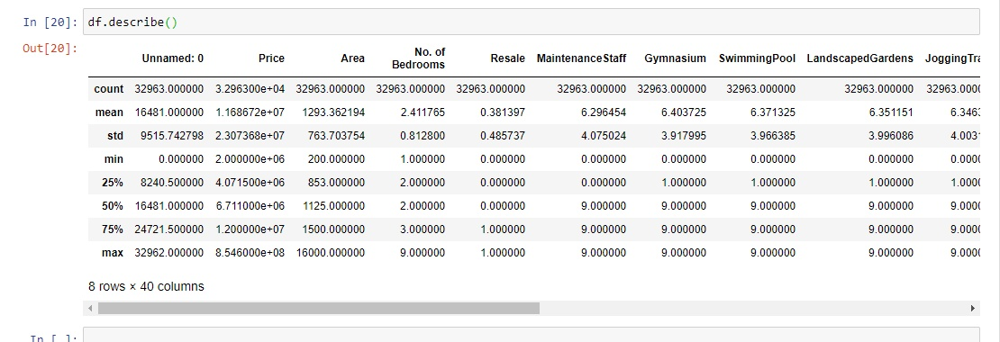 In [20]: df.describe()
Out[20]:
Unnamed: 0 Price Area No. of Bedrooms Resale MaintenanceStaff Gymnasium SwimmingPool LandscapedGardens JoggingTra
count 32963.000000 3.296300e+04 32963.000000 32963.000000 32963.000000 32963.000000 32963.000000 32963.000000 32963.000000 32963.0000
mean 16481.000000 1.168672e+07 1293.362194 2.411765 0.381397 6.296454 6.403725 6.371325 6.351151 6.3463
std 9515.742798 2.307368e+07 763.703754 0.812800 0.485737 4.075024 3.917995 3.966385 3.996086 4.003
min 0.000000 2.000000e+06 200.000000 1.000000 0.000000 0.000000 0.000000 0.000000 0.000000 0.0000
25% 8240.500000 4.071500e+06 853.000000 2.000000 0.000000 0.000000 1.000000 1.000000 1.000000 1.0000
50% 16481.000000 6.711000e+06 1125.000000 2.000000 0.000000 9.000000 9.000000 9.000000 9.000000 9.0000
75% 24721.500000 1.200000e+07 1500.000000 3.000000 1.000000 9.000000 9.000000 9.000000 9.000000 9.0000
max 32962.000000 8.546000e+08 16000.000000 9.000000 1.000000 9.000000 9.000000 9.000000 9.000000 9.0000
8 rows × 40 columns
In [ ]: